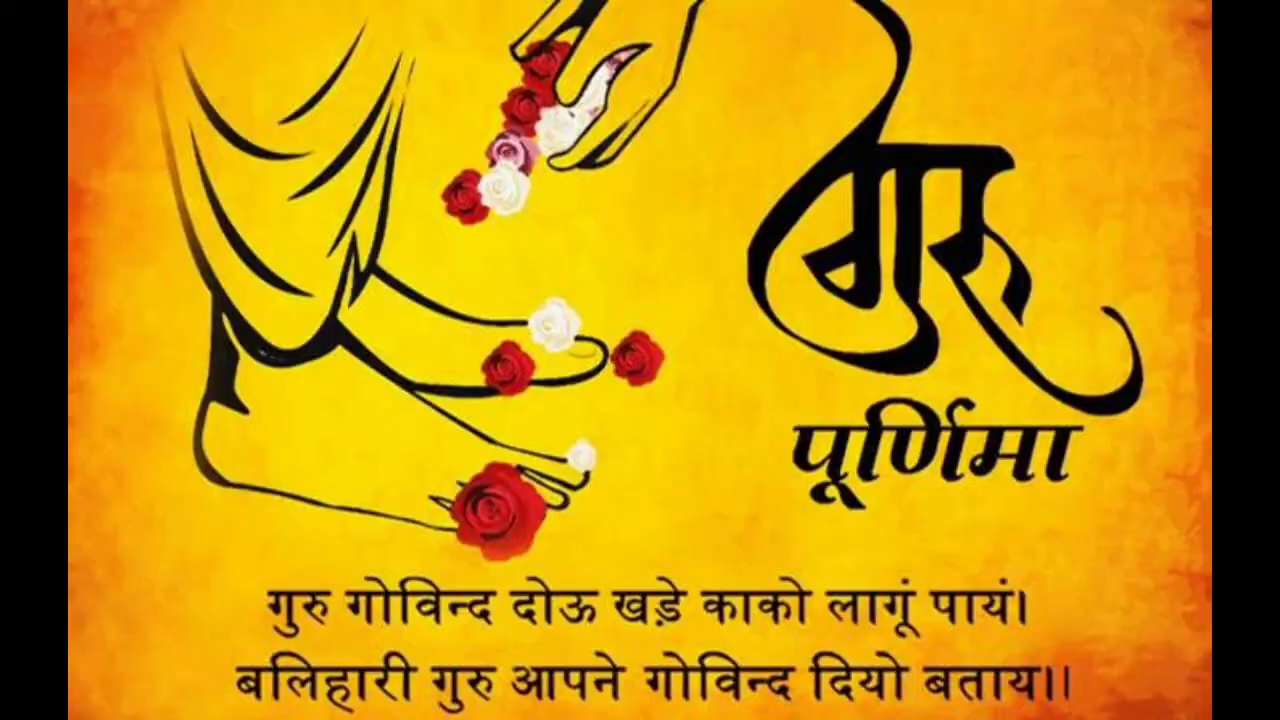 गुरु
पूर्णिमा
गुरु गोविन्द दोऊ खड़े काको लागूं पायं।
बलिहारी गुरु आपने गोविन्द दियो बताय।।